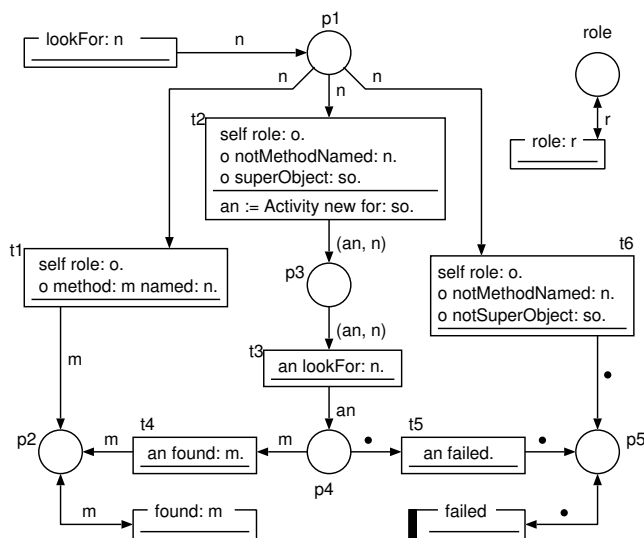 p1
lookFor: n
n
role
n
n
n
r
role: r
t2
self role: o.
o notMethodNamed: n.
o superObject: so.
an := Activity new for: so.
t1
self role: o.
o method: m named: n.
(an, n)
p3
(an, n)
t6
self role: o.
o notMethodNamed: n.
o notSuperObject: so.
t3
an lookFor: n.
m
an
p2
m
t4
an found: m.
m
p4
t5
an failed.
p5
m
found: m
failed